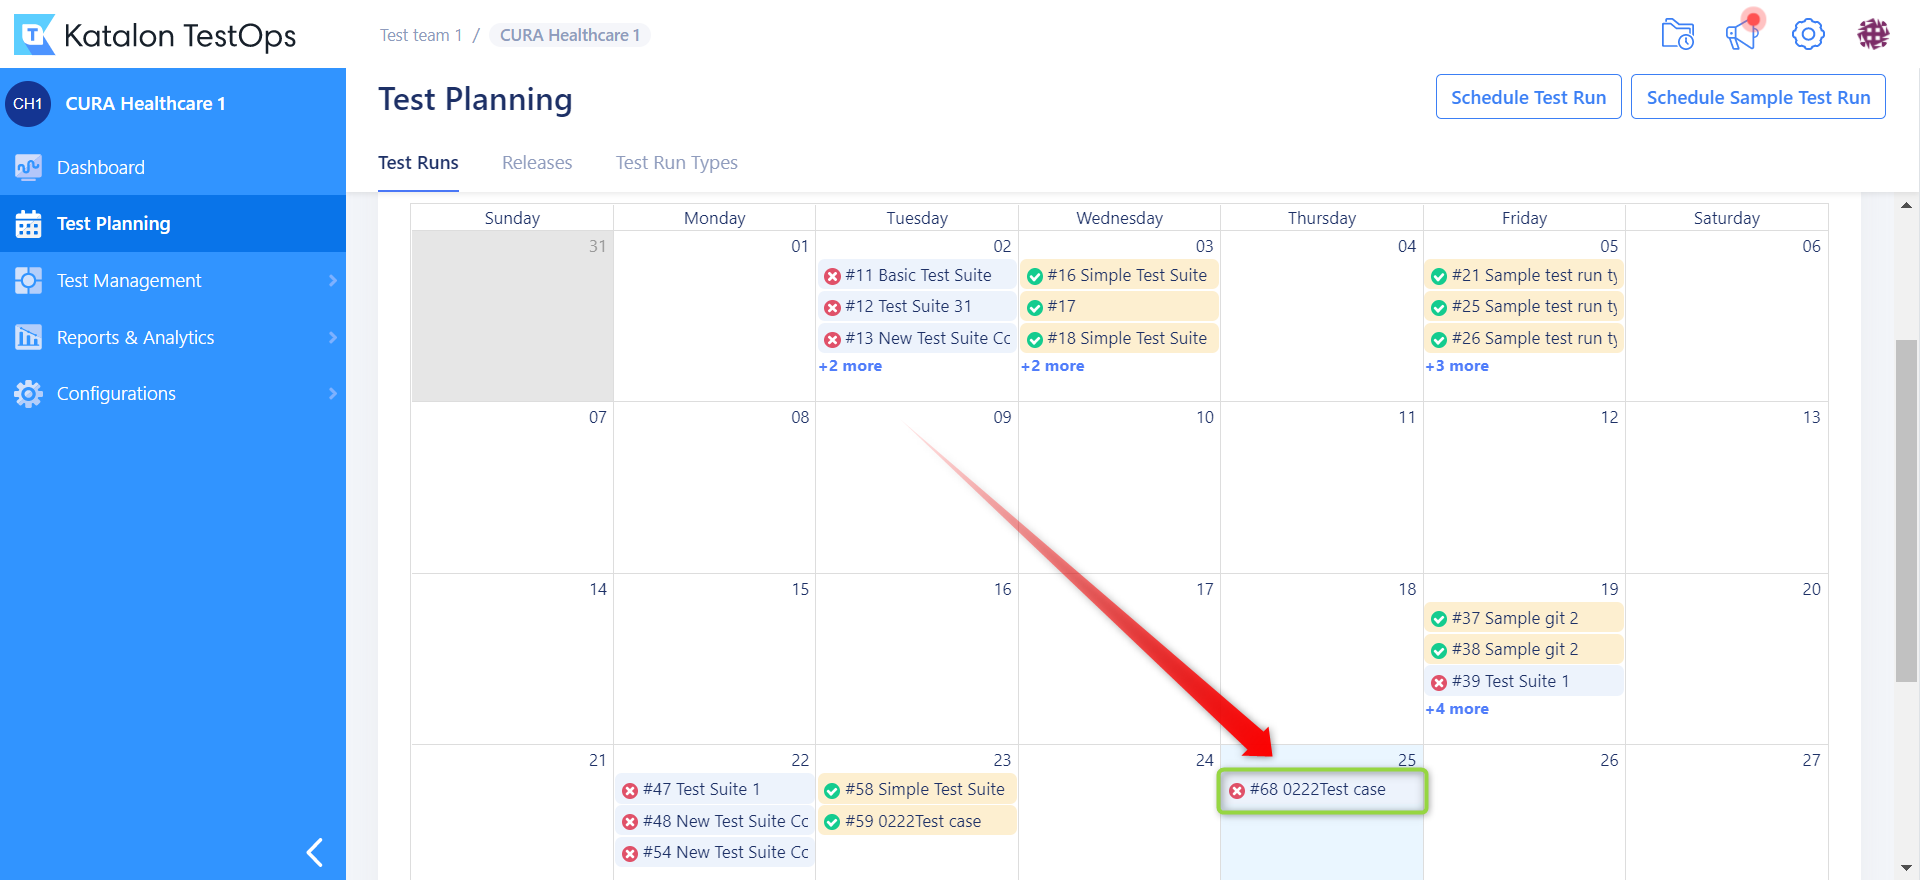 Katalon TestOps
Test team 1 / CURA Healthcare 1
CH1 CURA Healthcare 1
Dashboard
Test Planning
Test Management
Reports & Analytics
Configurations
Test Planning
Schedule Test Run Schedule Sample Test Run
Test Runs Releases Test Run Types
Sunday Monday Tuesday Wednesday Thursday Friday Saturday
31 01 02 03 04 05 06
#11 Basic Test Suite #16 Simple Test Suite #21 Sample test run ty
#12 Test Suite 31 #17 #25 Sample test run ty
#13 New Test Suite Co #18 Simple Test Suite #26 Sample test run ty
+2 more +2 more +3 more
07 08 09 10 11 12 13
14 15 16 17 18 19 20
#37 Sample git 2
#38 Sample git 2
#39 Test Suite 1
+4 more
21 22 23 24 25 26 27
#47 Test Suite 1 #58 Simple Test Suite #68 0222Test case
#48 New Test Suite Co #59 0222Test case
#54 New Test Suite Co